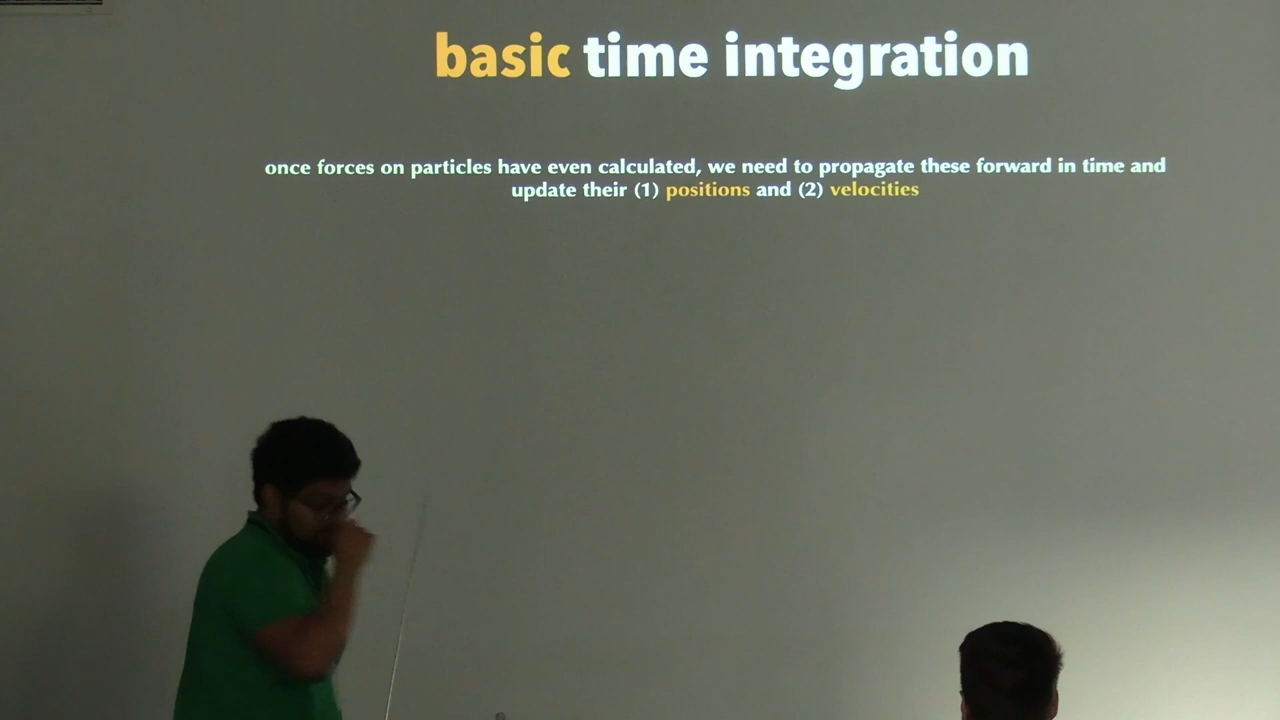 basic time integration
once forces on particles have even calculated, we need to propagate these forward in time and
update their (1) positions and (2) velocities